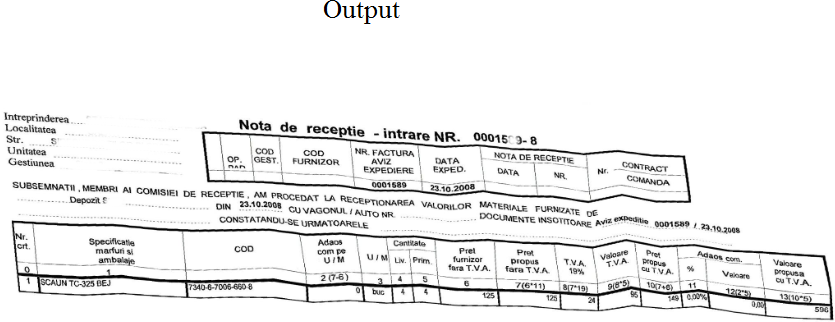 Output
Intreprinderea
Localitatea
Str. S
Unitatea
Gestiunea
Nota de receptie - intrare NR. 0001589-8
OP. COD GEST. COD FURNIZOR NR. FACTURA AVIZ EXPEDIERE DATA EXPED. NOTA DE RECEPTIE DATA NR. Nr. CONTRACT COMANDA
0001589 23.10.2008
SUBSEMNATII, MEMBRI AI COMISIEI DE RECEPTIE, AM PROCEDAT LA RECEPTIONAREA VALORILOR MATERIALE FURNIZATE DE
Depozit DIN 23.10.2008 CU VAGONUL / AUTO NR. DOCUMENTE INSOTITOARE Aviz expeditie 0001589 / 23.10.2008
CONSTATANDU-SE URMATOARELE
Nr. crt. Specificatie marfuri si ambalaje COD Adaos com pe U / M U / M Cantitate Liv. Prim. Pret furnizor fara T.V.A. Pret propus fara T.V.A. T.V.A. 19% Valoare T.V.A. Pret propus cu T.V.A. Adaos com. % Valoare Valoare propusa cu T.V.A.
0 1 2 (7-6) 3 4 5 6 7(6*11) 8(7*19) 9(8*5) 10(7+8) 11 12(2*5) 13(10*5)
1 SCAUN TC-325 BEJ 7340-6-7006-660-8 0 buc 4 4 125 125 24 95 149 0,00% 0,00 596